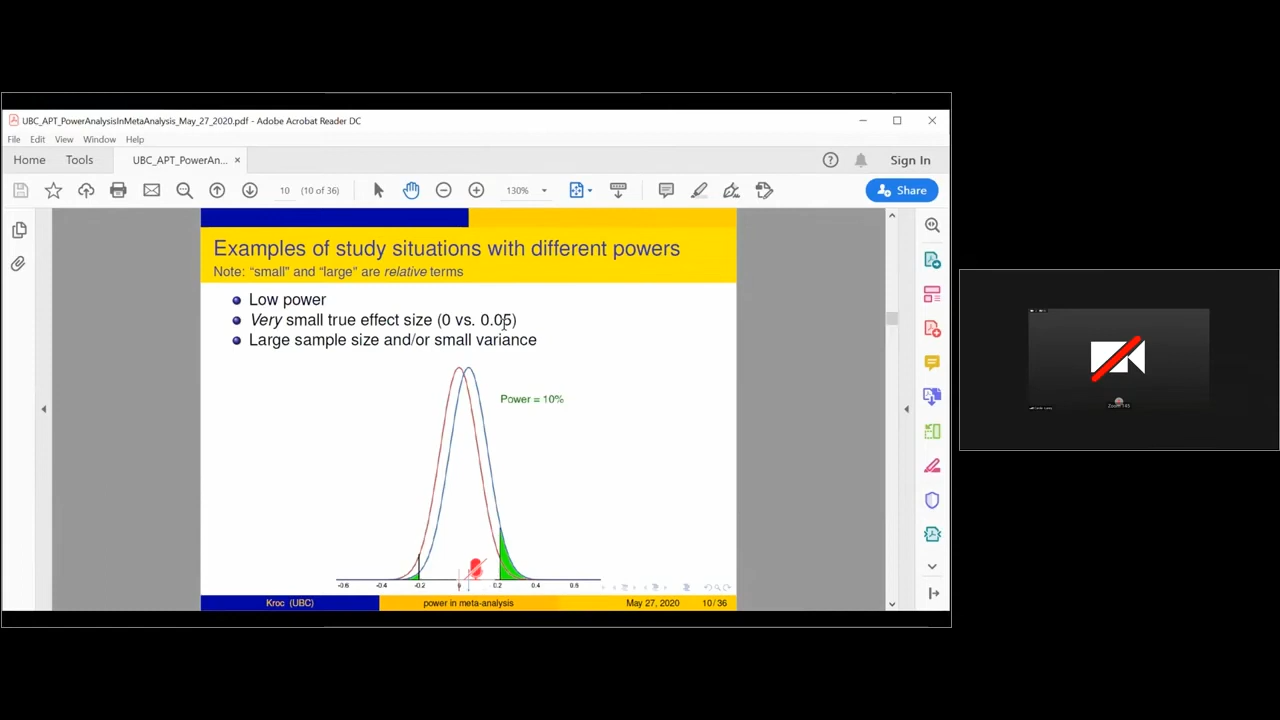 UBC_APT_PowerAnalysisInMetaAnalysis_May_27_2020.pdf - Adobe Acrobat Reader DC
File Edit View Window Help
Home Tools UBC_APT_PowerAn... × Sign In
10 (10 of 36) 130% Share
Examples of study situations with different powers
Note: “small” and “large” are relative terms
Low power
Very small true effect size (0 vs. 0.05)
Large sample size and/or small variance
Power = 10%
-0.6 -0.4 -0.2 0 0.2 0.4 0.6
Kroc (UBC) power in meta-analysis May 27, 2020 10/36